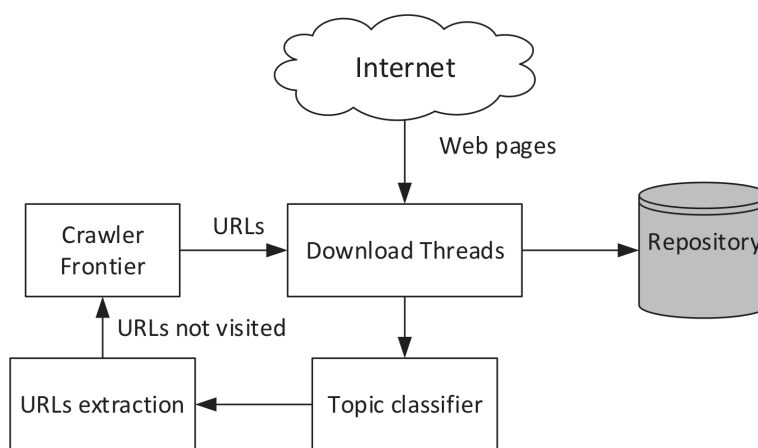 Internet
Web pages
Crawler
Frontier
URLs
Download Threads
Repository
URLs not visited
URLs extraction
Topic classifier